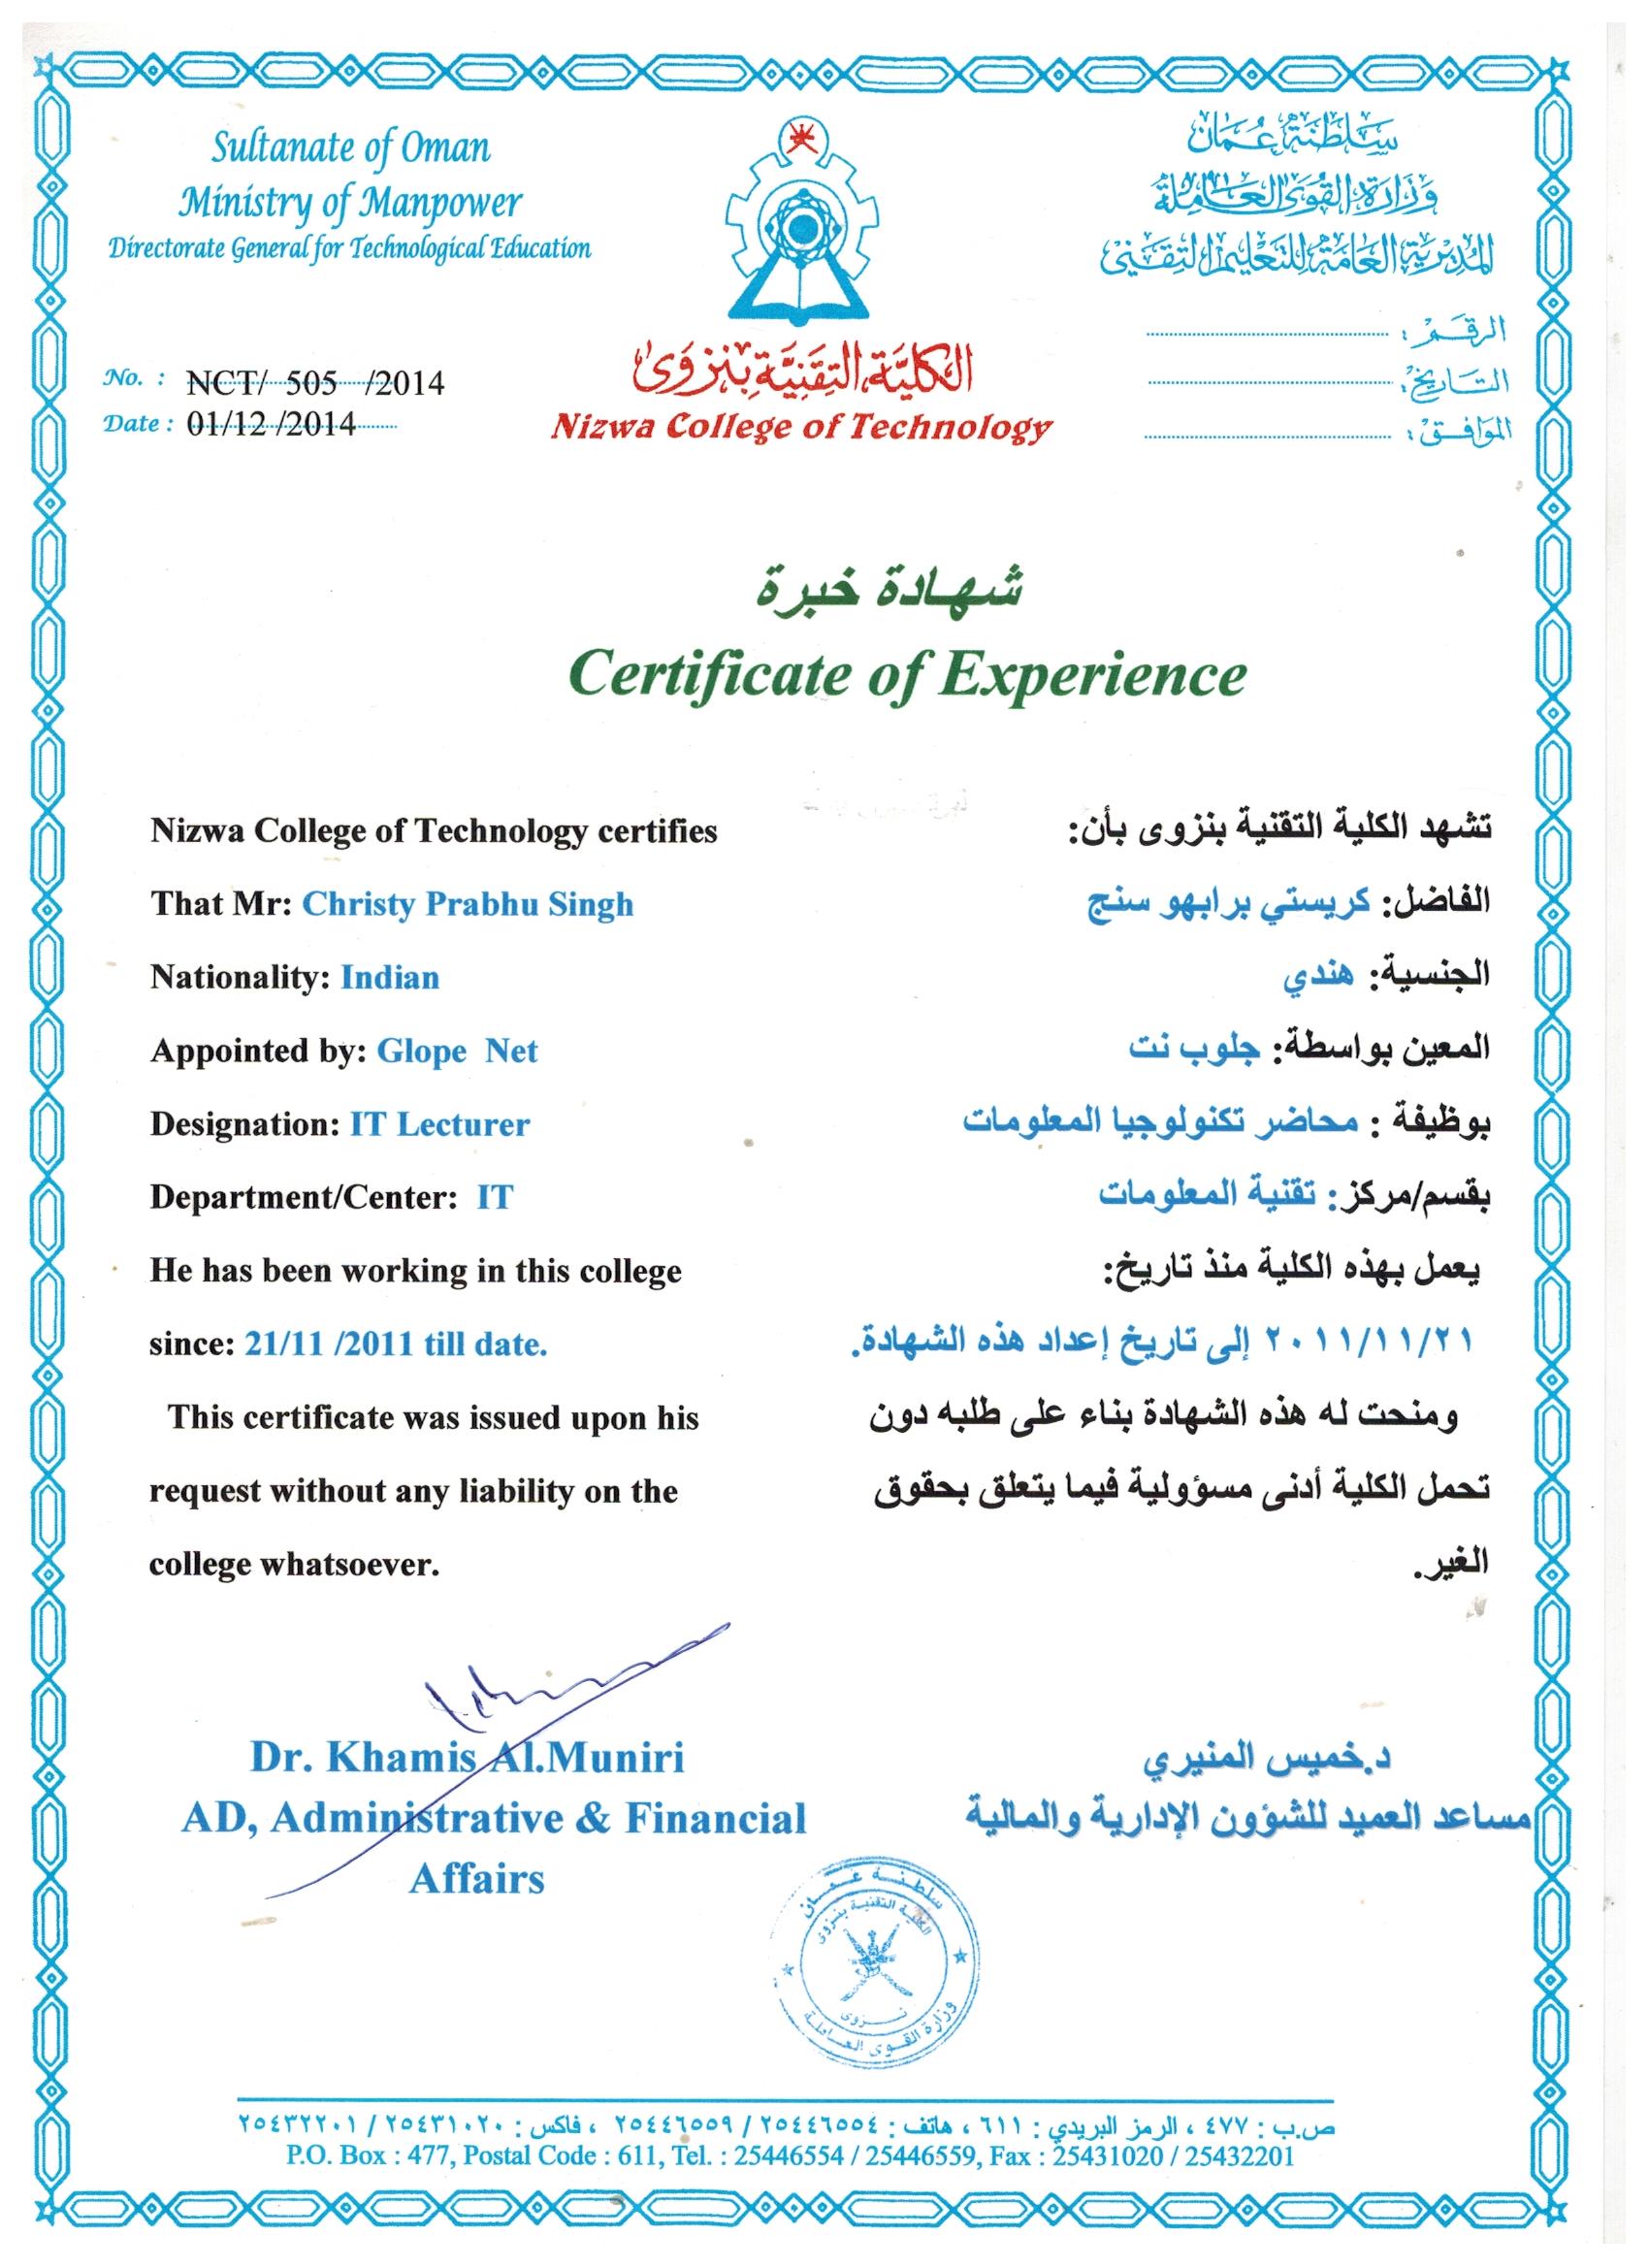 Sultanate of Oman
Ministry of Manpower
Directorate General for Technological Education
سلطنة عمان
وزارة القوى العاملة
المديرية العامة للتعليم التقني
No. : NCT/ 505 /2014
Date : 01/12 /2014
الكلية التقنية بنزوى
Nizwa College of Technology
الرقم :
التاريخ :
الموافق :
شهادة خبرة
Certificate of Experience
Nizwa College of Technology certifies
That Mr: Christy Prabhu Singh
Nationality: Indian
Appointed by: Glope Net
Designation: IT Lecturer
Department/Center: IT
He has been working in this college
since: 21/11 /2011 till date.
This certificate was issued upon his
request without any liability on the
college whatsoever.
تشهد الكلية التقنية بنزوى بأن:
الفاضل: كريستي برابهو سنج
الجنسية: هندي
المعين بواسطة: جلوب نت
بوظيفة : محاضر تكنولوجيا المعلومات
بقسم/مركز: تقنية المعلومات
يعمل بهذه الكلية منذ تاريخ:
٢٠١١/١١/٢١ إلى تاريخ إعداد هذه الشهادة.
ومنحت له هذه الشهادة بناء على طلبه دون
تحمل الكلية أدنى مسؤولية فيما يتعلق بحقوق
الغير.
Dr. Khamis Al.Muniri
AD, Administrative & Financial
Affairs
د.خميس المنيري
مساعد العميد للشؤون الإدارية والمالية
سلطنة عمان
الكلية التقنية بنزوى
نزوى
وزارة القوى العاملة
ص.ب : ٤٧٧ ، الرمز البريدي : ٦١١ ، هاتف : ٢٥٤٤٦٥٥٤ / ٢٥٤٤٦٥٥٩ ، فاكس : ٢٥٤٣١٠٢٠ / ٢٥٤٣٢٢٠١
P.O. Box : 477, Postal Code : 611, Tel. : 25446554 / 25446559, Fax : 25431020 / 25432201